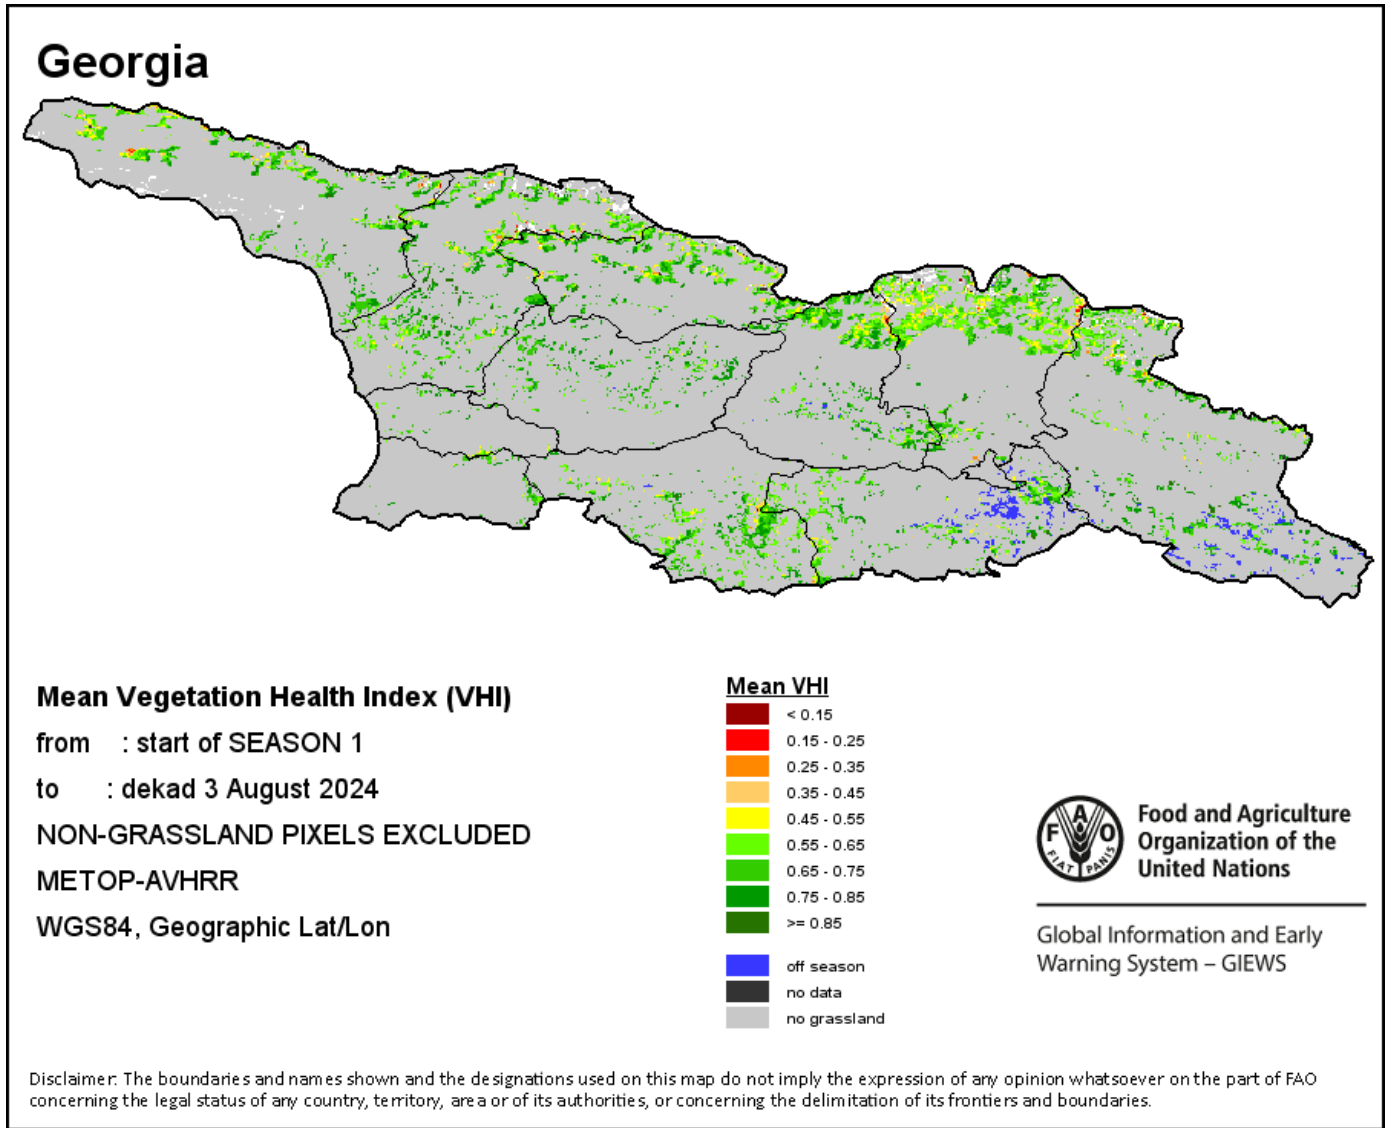 Georgia
Mean Vegetation Health Index (VHI)
from : start of SEASON 1
to : dekad 3 August 2024
NON-GRASSLAND PIXELS EXCLUDED
METOP-AVHRR
WGS84, Geographic Lat/Lon
Mean VHI
< 0.15
0.15 - 0.25
0.25 - 0.35
0.35 - 0.45
0.45 - 0.55
0.55 - 0.65
0.65 - 0.75
0.75 - 0.85
>= 0.85
off season
no data
no grassland
F A O
FIAT PANIS
Food and Agriculture
Organization of the
United Nations
Global Information and Early
Warning System – GIEWS
Disclaimer: The boundaries and names shown and the designations used on this map do not imply the expression of any opinion whatsoever on the part of FAO
concerning the legal status of any country, territory, area or of its authorities, or concerning the delimitation of its frontiers and boundaries.